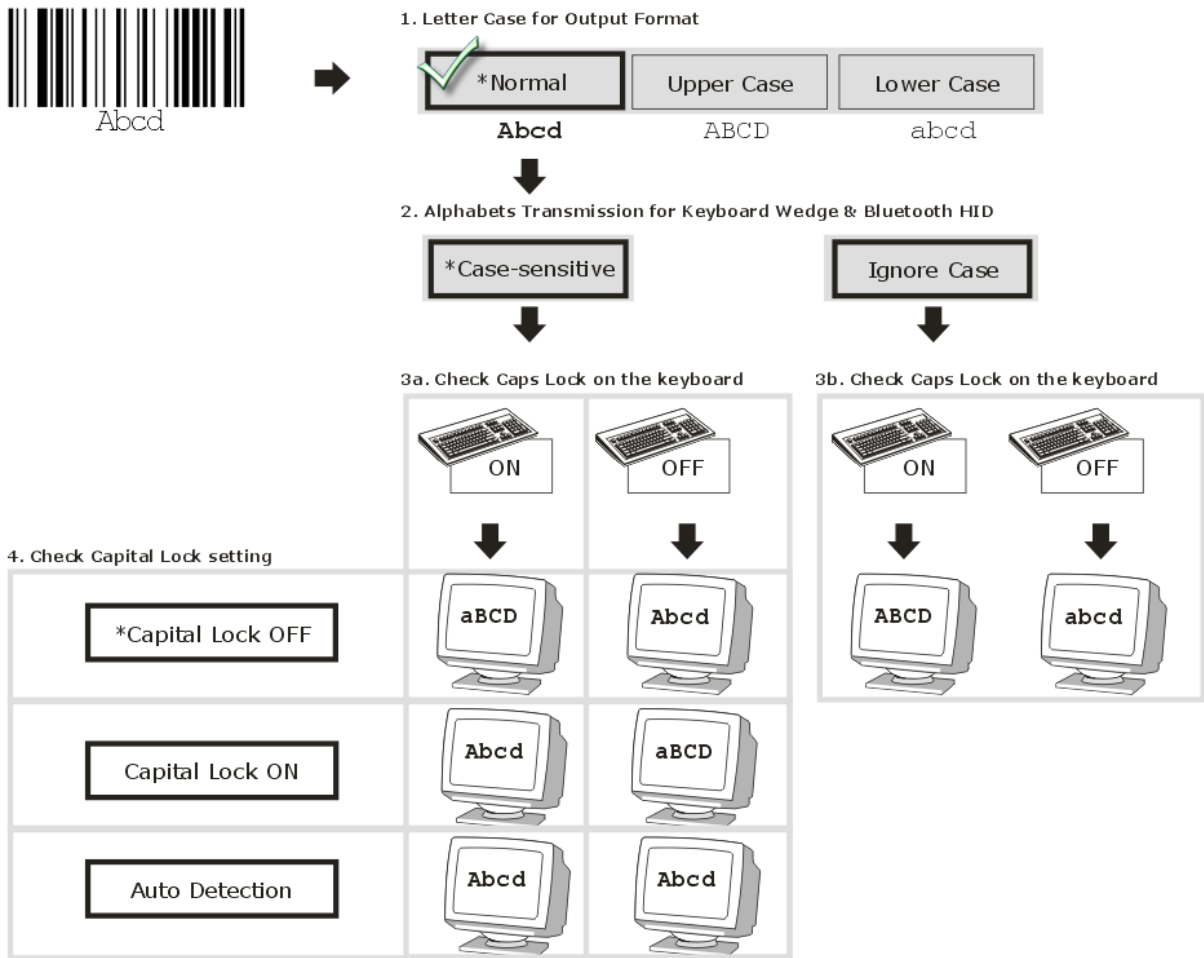 Abcd
1. Letter Case for Output Format
*Normal Upper Case Lower Case
Abcd ABCD abcd
2. Alphabets Transmission for Keyboard Wedge & Bluetooth HID
*Case-sensitive Ignore Case
3a. Check Caps Lock on the keyboard 3b. Check Caps Lock on the keyboard
ON OFF ON OFF
4. Check Capital Lock setting
*Capital Lock OFF aBCD Abcd ABCD abcd
Capital Lock ON Abcd aBCD
Auto Detection Abcd Abcd